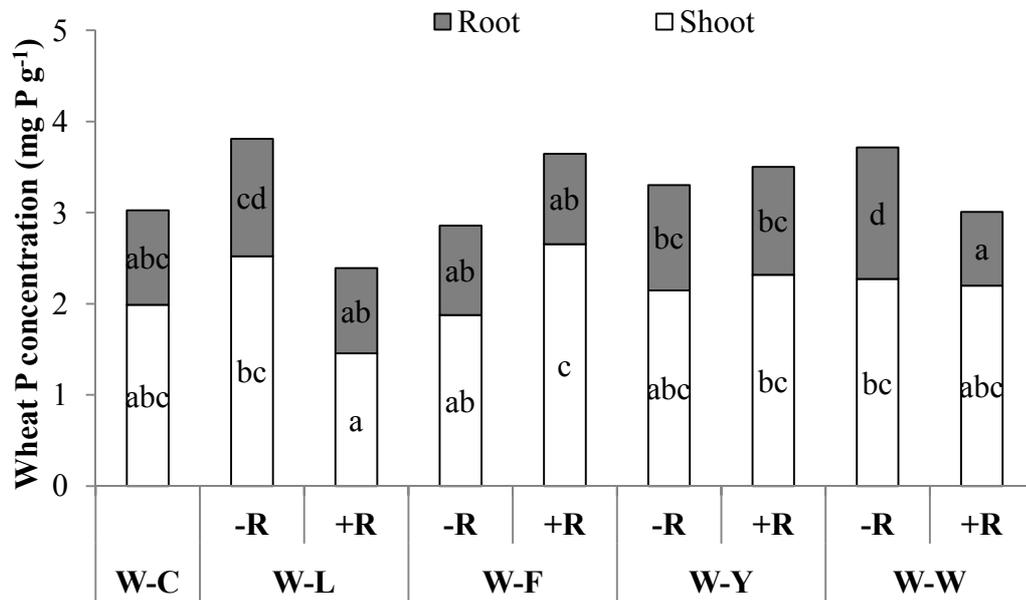 Root Shoot
Wheat P concentration (mg P g-1)
5
4
3
2
1
0
cd
ab
d
bc
bc
a
abc
ab
ab
bc
c
bc
bc
abc
abc
abc
ab
a
-R +R -R +R -R +R -R +R
W-C W-L W-F W-Y W-W